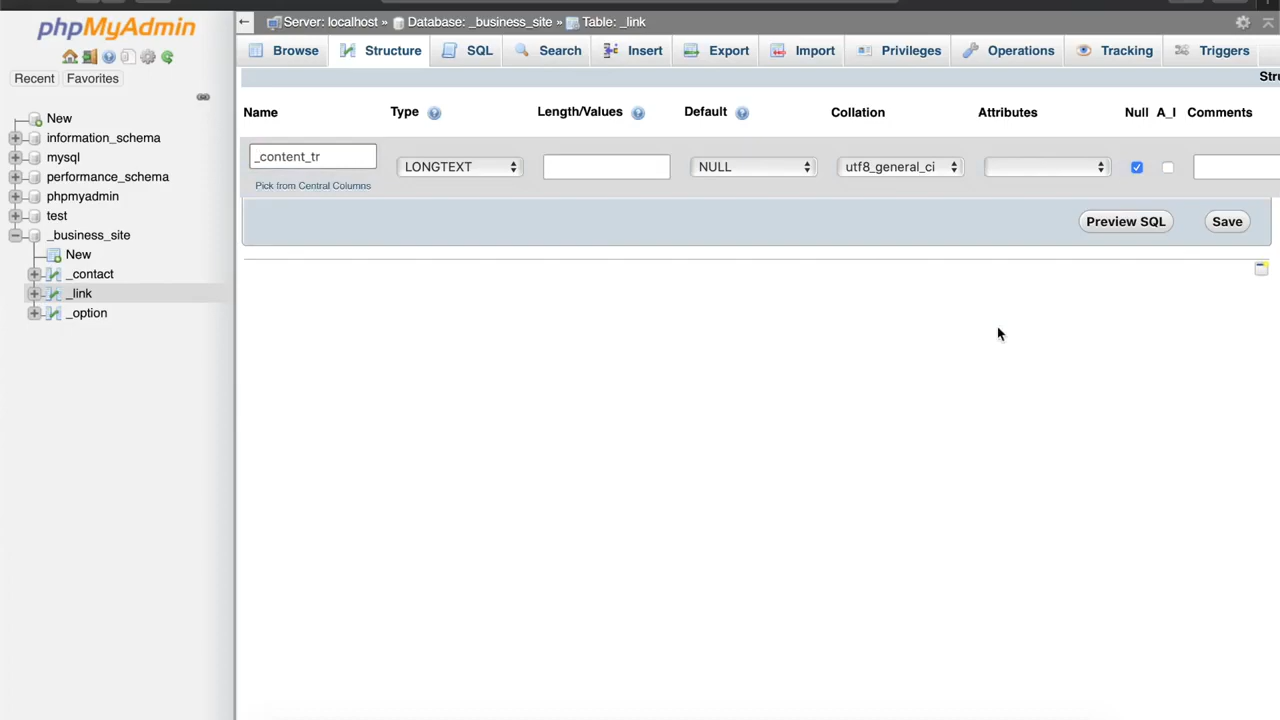 phpMyAdmin
Recent Favorites
New
information_schema
mysql
performance_schema
phpmyadmin
test
_business_site
New
_contact
_link
_option
Server: localhost » Database: _business_site » Table: _link
Browse Structure SQL Search Insert Export Import Privileges Operations Tracking Triggers
Name Type Length/Values Default Collation Attributes Null A_I Comments
_content_tr LONGTEXT NULL utf8_general_ci
Pick from Central Columns
Preview SQL Save